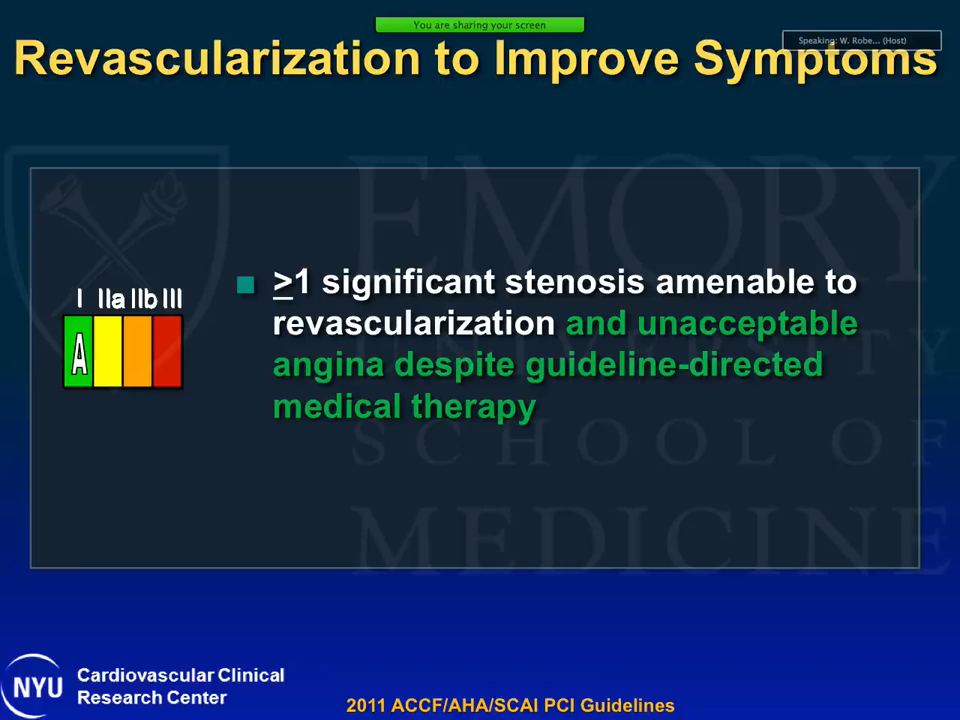 You are sharing your screen
Speaking: W. Robe... (Host)
Revascularization to Improve Symptoms
EMORY
UNIVERSITY
SCHOOL OF
MEDICINE
I IIa IIb III
A
≥1 significant stenosis amenable to
revascularization and unacceptable
angina despite guideline-directed
medical therapy
NYU
Cardiovascular Clinical
Research Center
2011 ACCF/AHA/SCAI PCI Guidelines